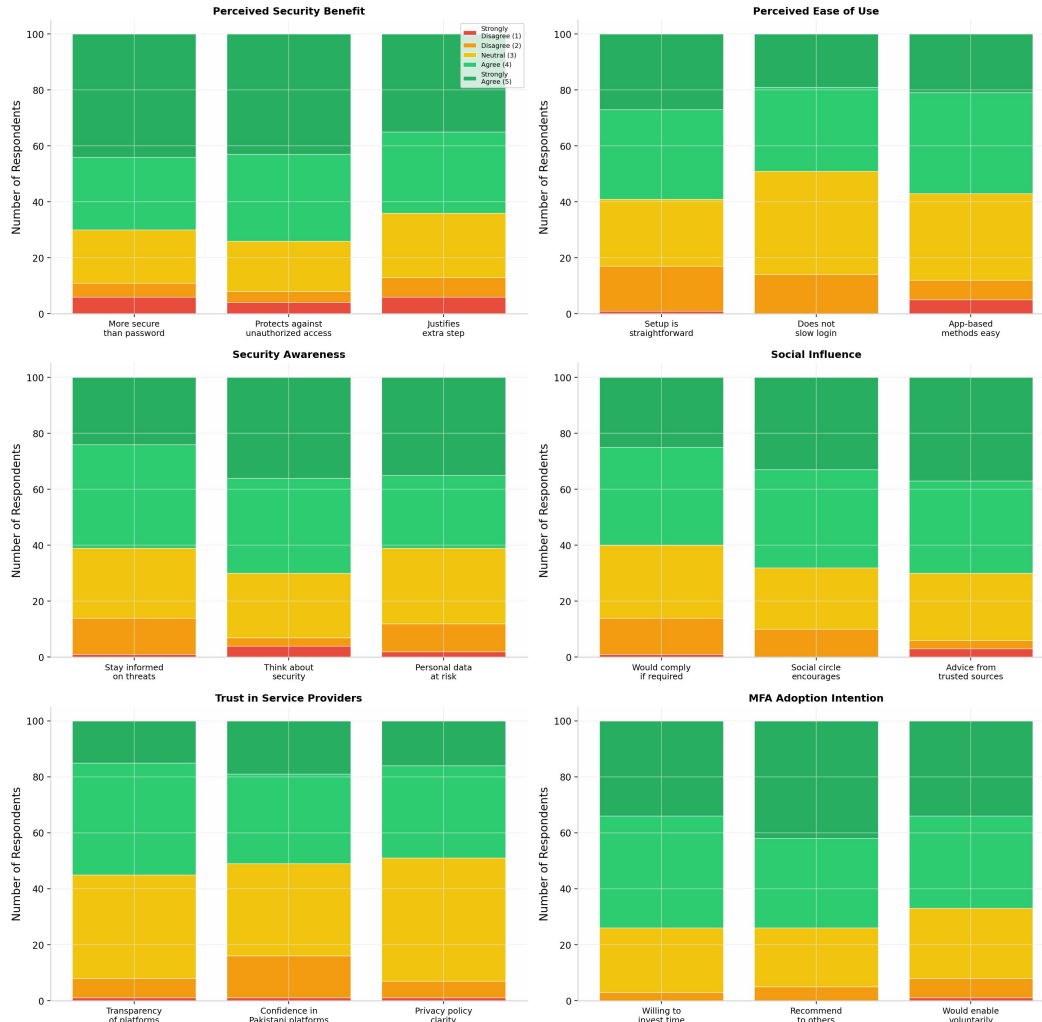 Perceived Security Benefit
Number of Respondents
100
80
60
40
20
0
Strongly
Disagree (1)
Disagree (2)
Neutral (3)
Agree (4)
Strongly
Agree (5)
More secure
than password
Protects against
unauthorized access
Justifies
extra step
Perceived Ease of Use
Number of Respondents
100
80
60
40
20
0
Setup is
straightforward
Does not
slow login
App-based
methods easy
Security Awareness
Number of Respondents
100
80
60
40
20
0
Stay informed
on threats
Think about
security
Personal data
at risk
Social Influence
Number of Respondents
100
80
60
40
20
0
Would comply
if required
Social circle
encourages
Advice from
trusted sources
Trust in Service Providers
Number of Respondents
100
80
60
40
20
0
Transparency
of platforms
Confidence in
Pakistani platforms
Privacy policy
clarity
MFA Adoption Intention
Number of Respondents
100
80
60
40
20
0
Willing to
invest time
Recommend
to others
Would enable
voluntarily